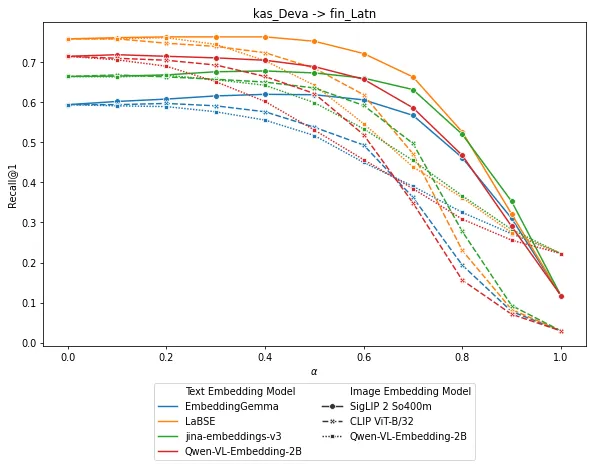 kas_Deva -> fin_Latn
Recall@1
0.7
0.6
0.5
0.4
0.3
0.2
0.1
0.0
0.0 0.2 0.4 0.6 0.8 1.0
α
Text Embedding Model Image Embedding Model
EmbeddingGemma SigLIP 2 So400m
LaBSE CLIP ViT-B/32
jina-embeddings-v3 Qwen-VL-Embedding-2B
Qwen-VL-Embedding-2B